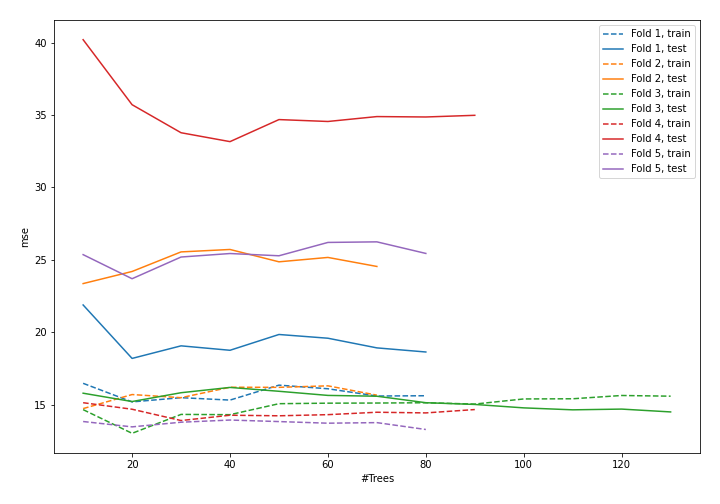 40
35
30
25
20
15
mse
20
40
60
80
100
120
#Trees
Fold 1, train
Fold 1, test
Fold 2, train
Fold 2, test
Fold 3, train
Fold 3, test
Fold 4, train
Fold 4, test
Fold 5, train
Fold 5, test